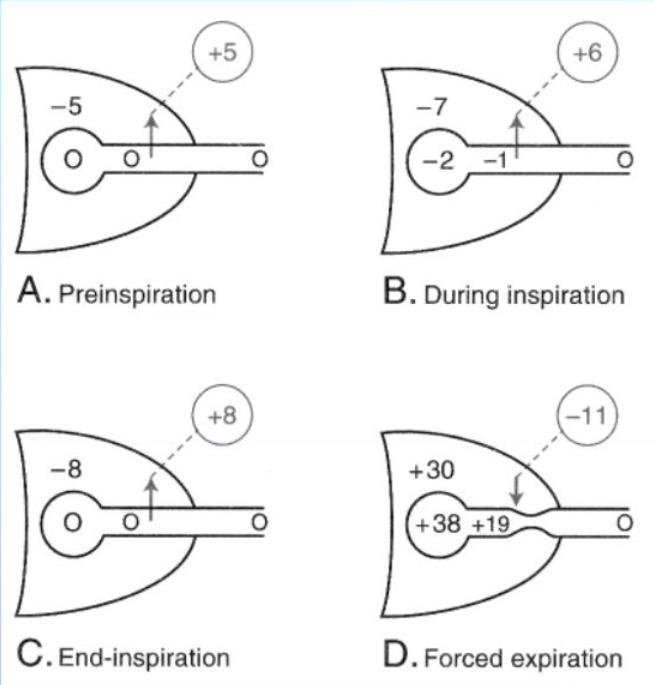 +5
−5
O O O
A. Preinspiration
+6
−7
−2 −1 O
B. During inspiration
+8
−8
O O O
C. End-inspiration
−11
+30
+38 +19 O
D. Forced expiration